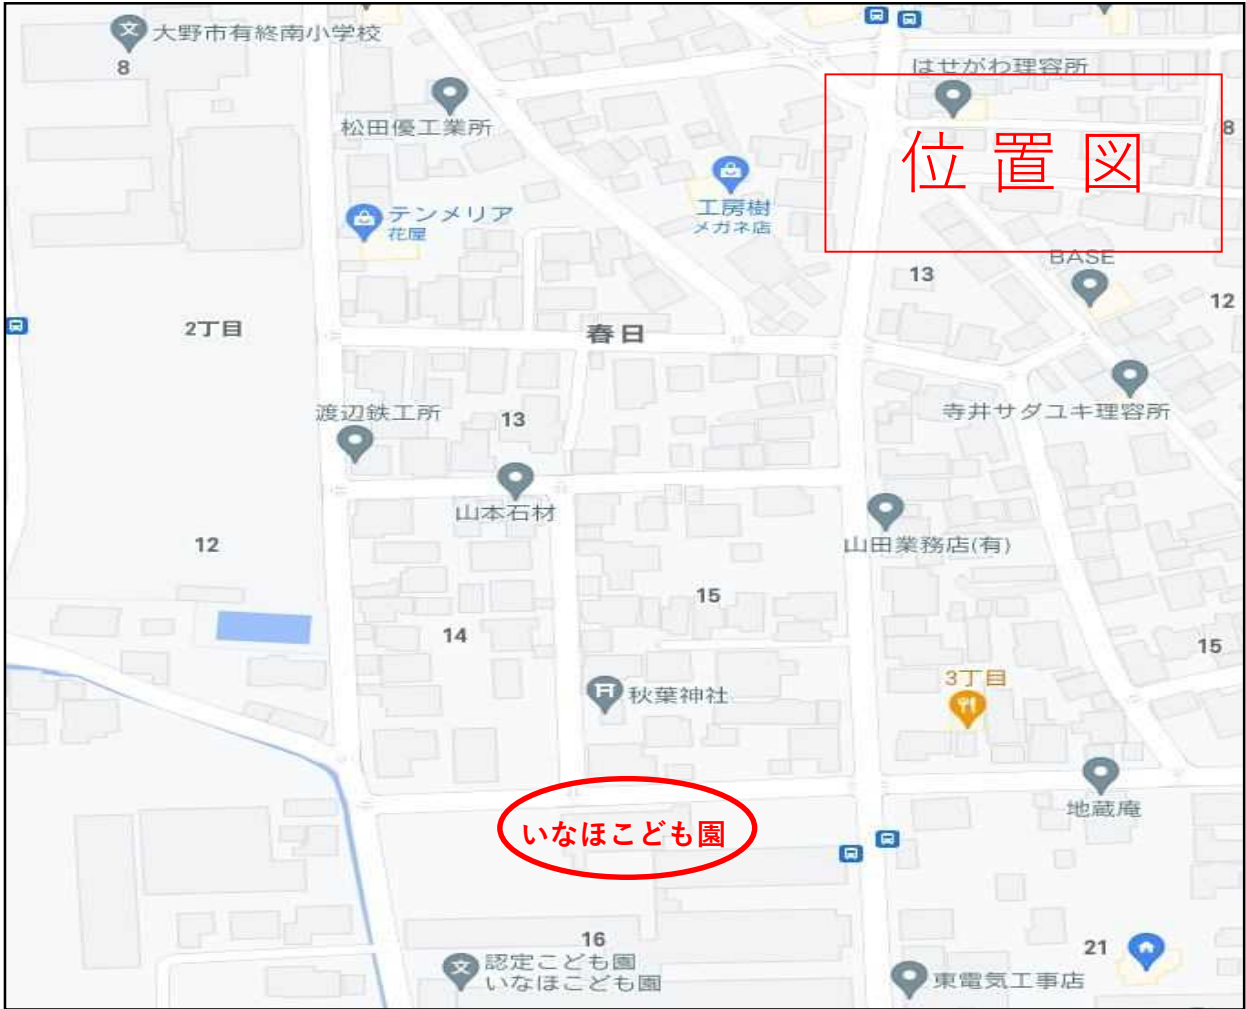 大野市有終南小学校
8
はせがわ理容所
松田優工業所
位置図
8
工房樹
メガネ店
テンメリア
花屋
BASE
13
12
2丁目
春日
渡辺鉄工所
13
寺井サダユキ理容所
山本石材
12
山田業務店(有)
15
14
15
秋葉神社
3丁目
地蔵庵
いなほこども園
16
21
認定こども園
いなほこども園
東電気工事店